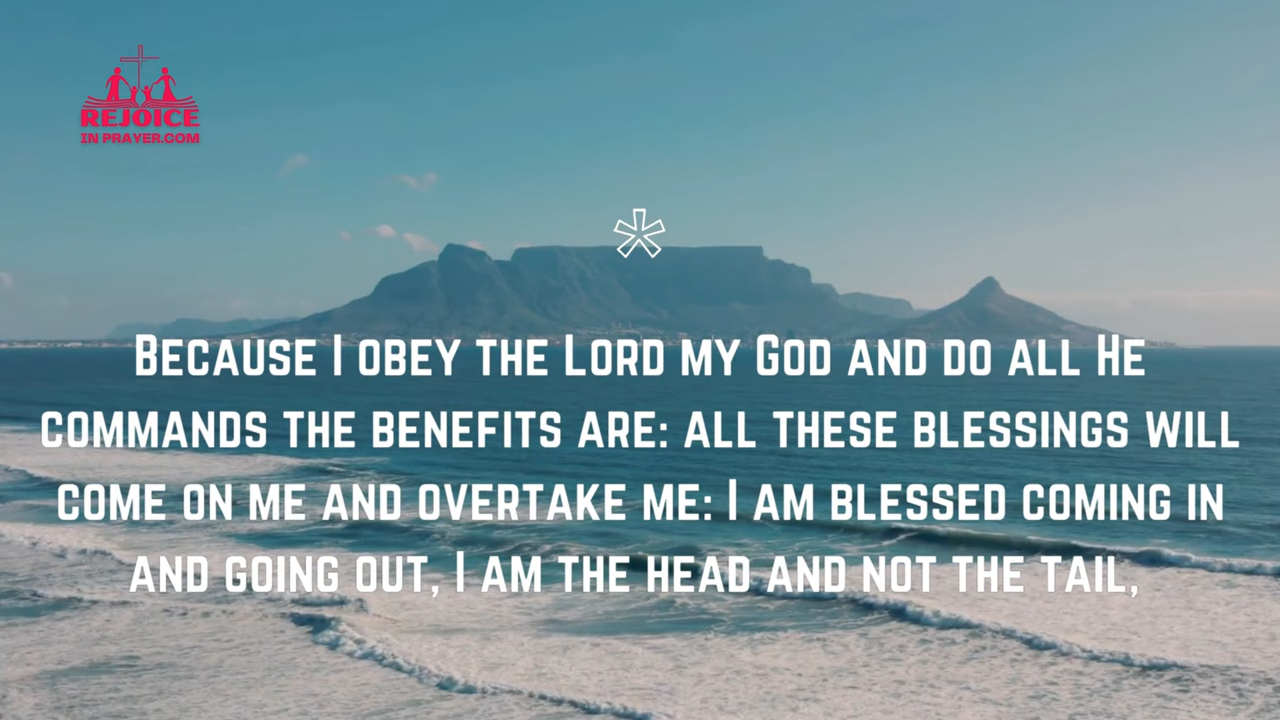 REJOICE
IN PRAYER.COM
Because I obey the Lord my God and do all He
commands the benefits are: all these blessings will
come on me and overtake me: I am blessed coming in
and going out, I am the head and not the tail,